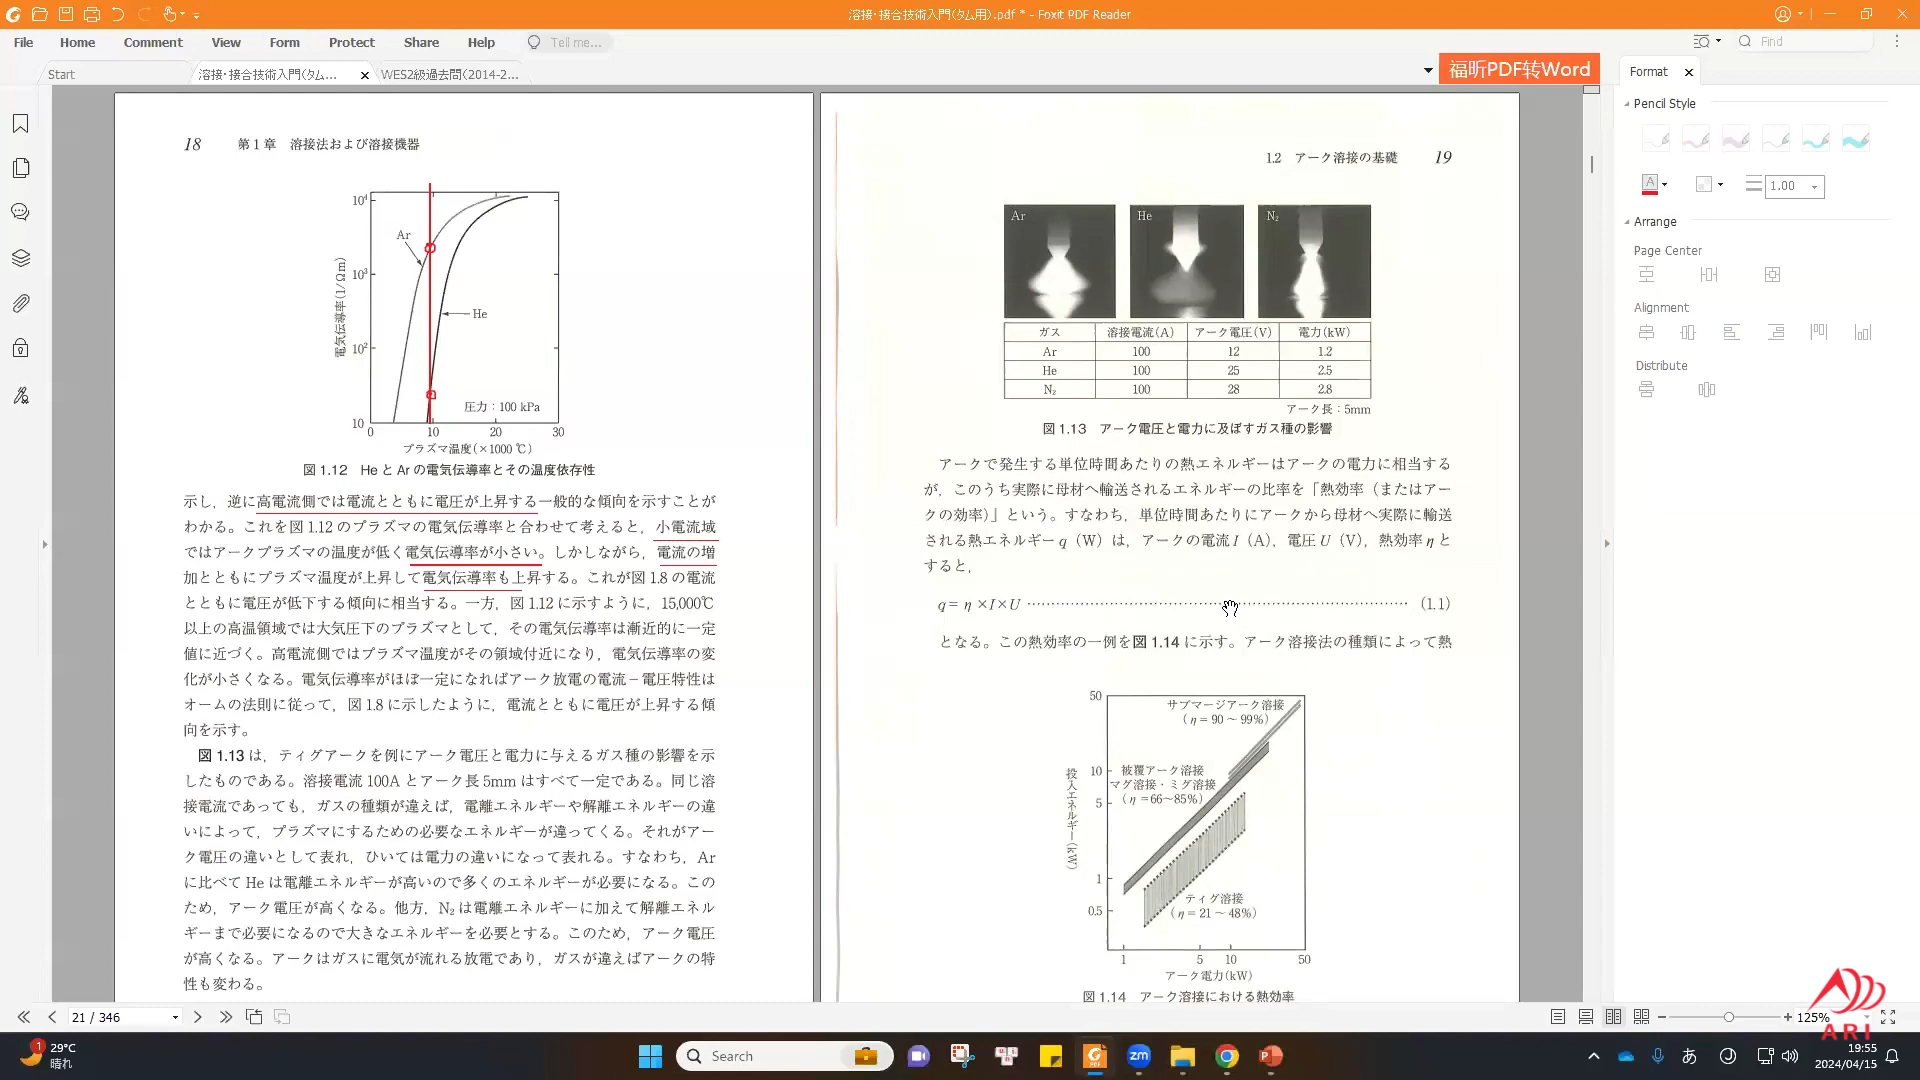 溶接・接合技術入門(タム用).pdf * - Foxit PDF Reader
File Home Comment View Form Protect Share Help Tell me... Find
Start 溶接・接合技術入門(タム... WES2級過去問(2014-2... 福昕PDF转Word Format
Pencil Style
1.00
Arrange
Page Center
Alignment
Distribute
18 第1章 溶接法および溶接機器
10⁴
10³
10²
10
電気伝導率(1/Ωm)
Ar
He
圧力:100 kPa
0 10 20 30
プラズマ温度(×1000 ℃)
図 1.12 He と Ar の電気伝導率とその温度依存性
示し，逆に高電流側では電流とともに電圧が上昇する一般的な傾向を示すことが
わかる。これを図 1.12 のプラズマの電気伝導率と合わせて考えると，小電流域
ではアークプラズマの温度が低く電気伝導率が小さい。しかしながら，電流の増
加とともにプラズマ温度が上昇して電気伝導率も上昇する。これが図 1.8 の電流
とともに電圧が低下する傾向に相当する。一方，図 1.12 に示すように，15,000℃
以上の高温領域では大気圧下のプラズマとして，その電気伝導率は漸近的に一定
値に近づく。高電流側ではプラズマ温度がその領域付近になり，電気伝導率の変
化が小さくなる。電気伝導率がほぼ一定になればアーク放電の電流－電圧特性は
オームの法則に従って，図 1.8 に示したように，電流とともに電圧が上昇する傾
向を示す。
図 1.13 は，ティグアークを例にアーク電圧と電力に与えるガス種の影響を示
したものである。溶接電流 100A とアーク長 5mm はすべて一定である。同じ溶
接電流であっても，ガスの種類が違えば，電離エネルギーや解離エネルギーの違
いによって，プラズマにするための必要なエネルギーが違ってくる。それがアー
ク電圧の違いとして表れ，ひいては電力の違いになって表れる。すなわち，Ar
に比べて He は電離エネルギーが高いので多くのエネルギーが必要になる。この
ため，アーク電圧が高くなる。他方，N₂ は電離エネルギーに加えて解離エネル
ギーまで必要になるので大きなエネルギーを必要とする。このため，アーク電圧
が高くなる。アークはガスに電気が流れる放電であり，ガスが違えばアークの特
性も変わる。
1.2 アーク溶接の基礎 19
Ar He N₂
ガス 溶接電流(A) アーク電圧(V) 電力(kW)
Ar 100 12 1.2
He 100 25 2.5
N₂ 100 28 2.8
アーク長：5mm
図 1.13 アーク電圧と電力に及ぼすガス種の影響
アークで発生する単位時間あたりの熱エネルギーはアークの電力に相当する
が，このうち実際に母材へ輸送されるエネルギーの比率を「熱効率（またはアー
クの効率）」という。すなわち，単位時間あたりにアークから母材へ実際に輸送
される熱エネルギー q（W）は，アークの電流 I（A），電圧 U（V），熱効率 η と
すると，
q = η × I × U ……………………………………… (1.1)
となる。この熱効率の一例を図 1.14 に示す。アーク溶接法の種類によって熱
50
10
5
1
0.5
投入エネルギー(kW)
サブマージアーク溶接
(η = 90 ～ 99%)
被覆アーク溶接
マグ溶接・ミグ溶接
(η =66～85%)
ティグ溶接
(η = 21 ～ 48%)
1 5 10 50
アーク電力(kW)
図 1.14 アーク溶接における熱効率
21 / 346
125%
ARI
1
29°C
晴れ
Search
あ
19:55
2024/04/15